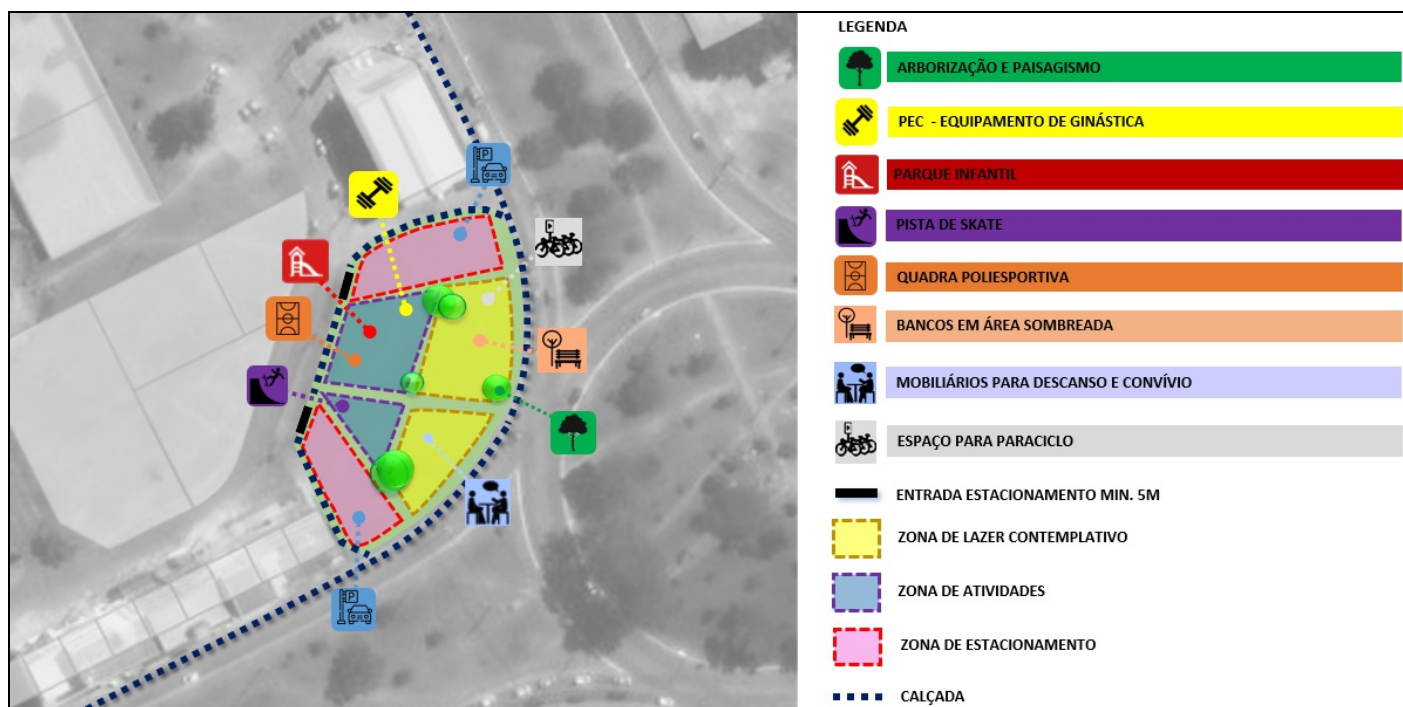 LEGENDA
ARBORIZAÇÃO E PAISAGISMO
PEC - EQUIPAMENTO DE GINÁSTICA
PARQUE INFANTIL
PISTA DE SKATE
QUADRA POLIESPORTIVA
BANCOS EM ÁREA SOMBREADA
MOBILIÁRIOS PARA DESCANSO E CONVÍVIO
ESPAÇO PARA PARACICLO
ENTRADA ESTACIONAMENTO MIN. 5M
ZONA DE LAZER CONTEMPLATIVO
ZONA DE ATIVIDADES
ZONA DE ESTACIONAMENTO
CALÇADA
P
P